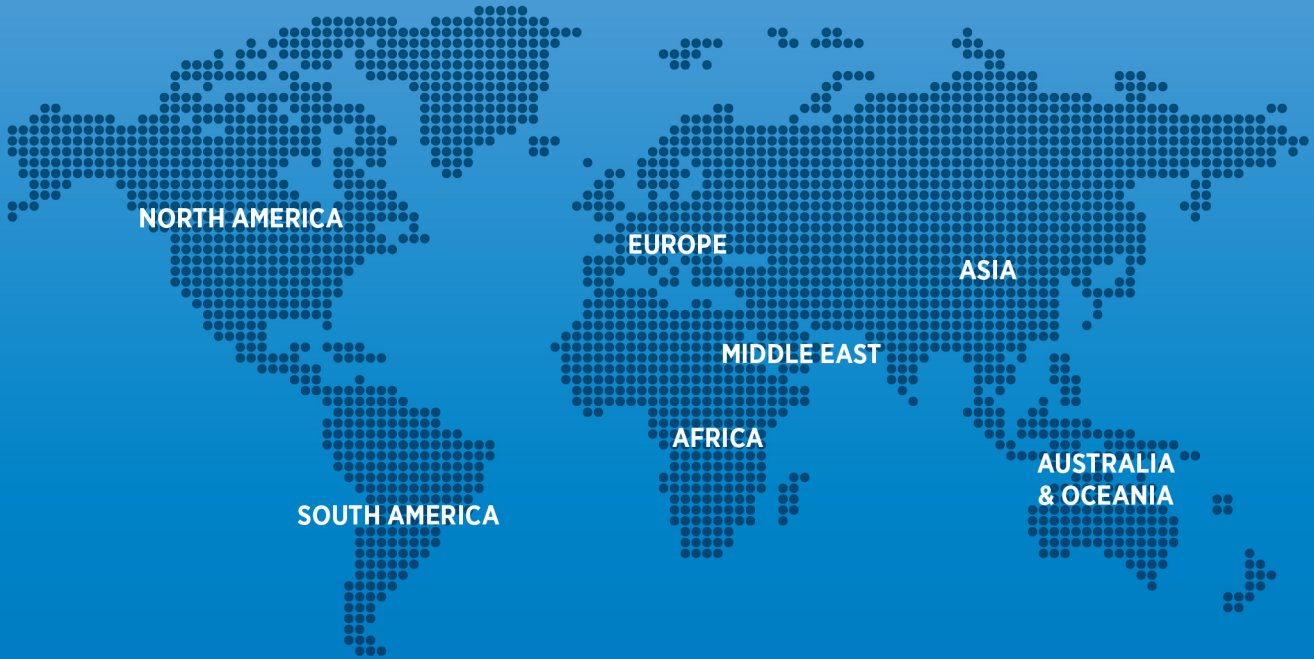 NORTH AMERICA
EUROPE
ASIA
MIDDLE EAST
AFRICA
AUSTRALIA
& OCEANIA
SOUTH AMERICA